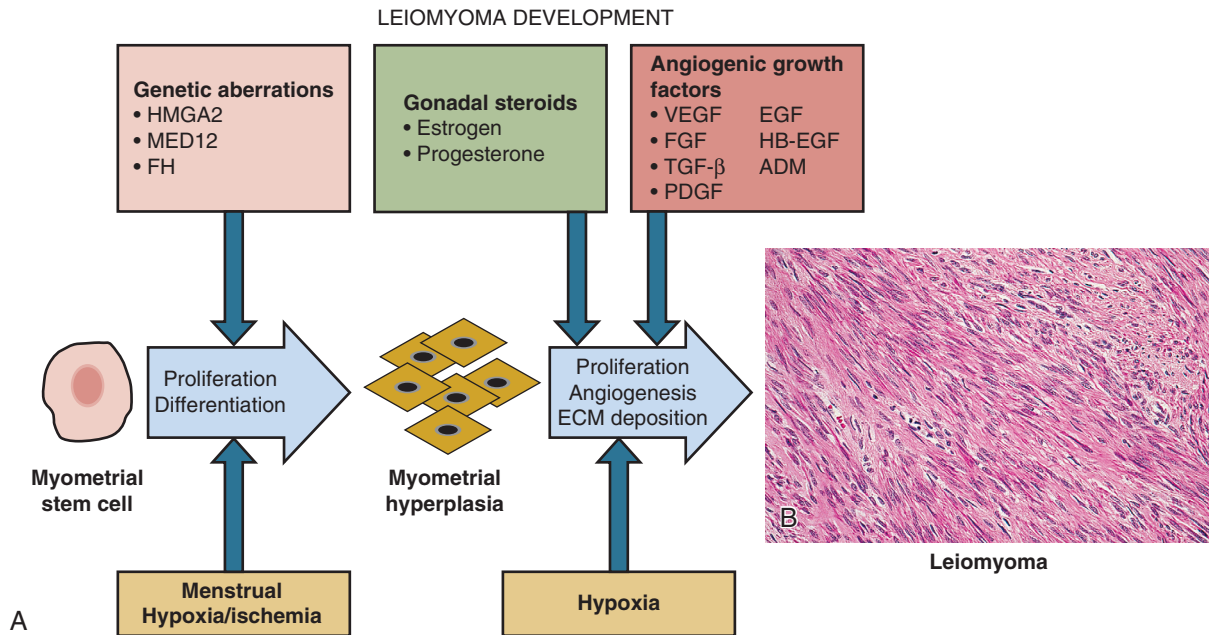 LEIOMYOMA DEVELOPMENT
Genetic aberrations
• HMGA2
• MED12
• FH
Gonadal steroids
• Estrogen
• Progesterone
Angiogenic growth
factors
• VEGF EGF
• FGF HB-EGF
• TGF-β ADM
• PDGF
Proliferation
Differentiation
Proliferation
Angiogenesis
ECM deposition
Myometrial
stem cell
Myometrial
hyperplasia
B
Leiomyoma
Menstrual
Hypoxia/ischemia
Hypoxia
A